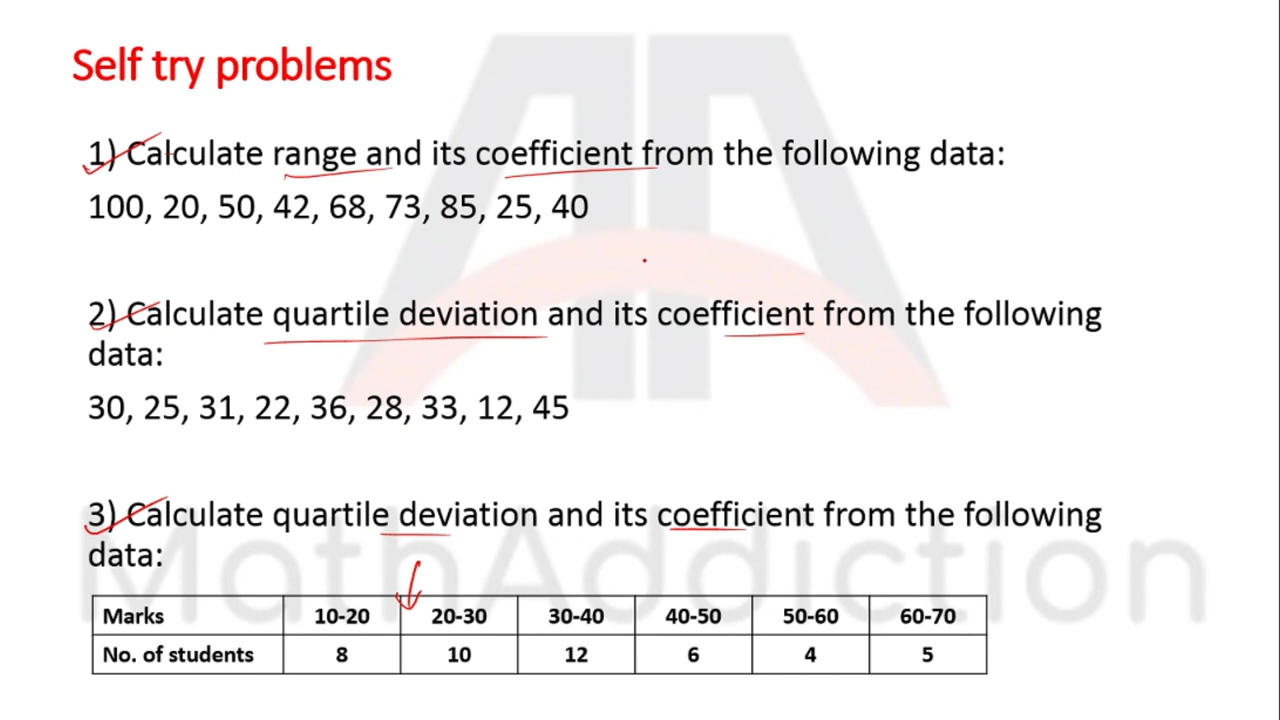 Self try problems
1) Calculate range and its coefficient from the following data:
100, 20, 50, 42, 68, 73, 85, 25, 40
2) Calculate quartile deviation and its coefficient from the following
data:
30, 25, 31, 22, 36, 28, 33, 12, 45
3) Calculate quartile deviation and its coefficient from the following
data:
MathAddiction
Marks 10-20 20-30 30-40 40-50 50-60 60-70
No. of students 8 10 12 6 4 5